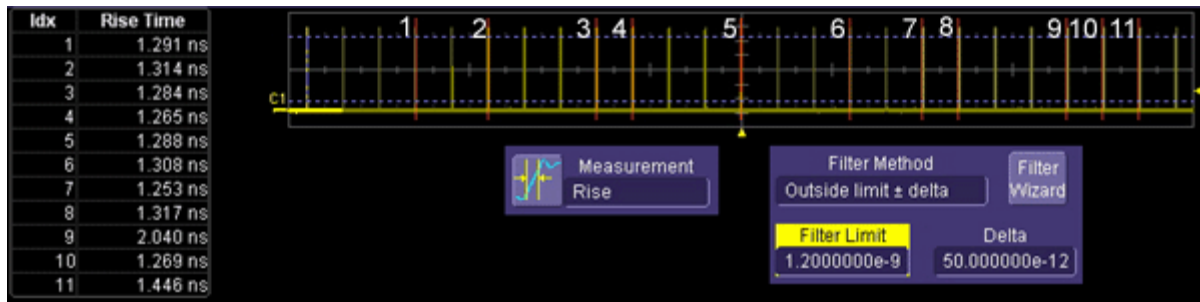 Idx Rise Time
1 1.291 ns
2 1.314 ns
3 1.284 ns
4 1.265 ns
5 1.288 ns
6 1.308 ns
7 1.253 ns
8 1.317 ns
9 2.040 ns
10 1.269 ns
11 1.446 ns
1 2 3 4 5 6 7 8 9 10 11
C1
Measurement
Rise
Filter Method
Outside limit ± delta
Filter Wizard
Filter Limit
1.2000000e-9
Delta
50.000000e-12